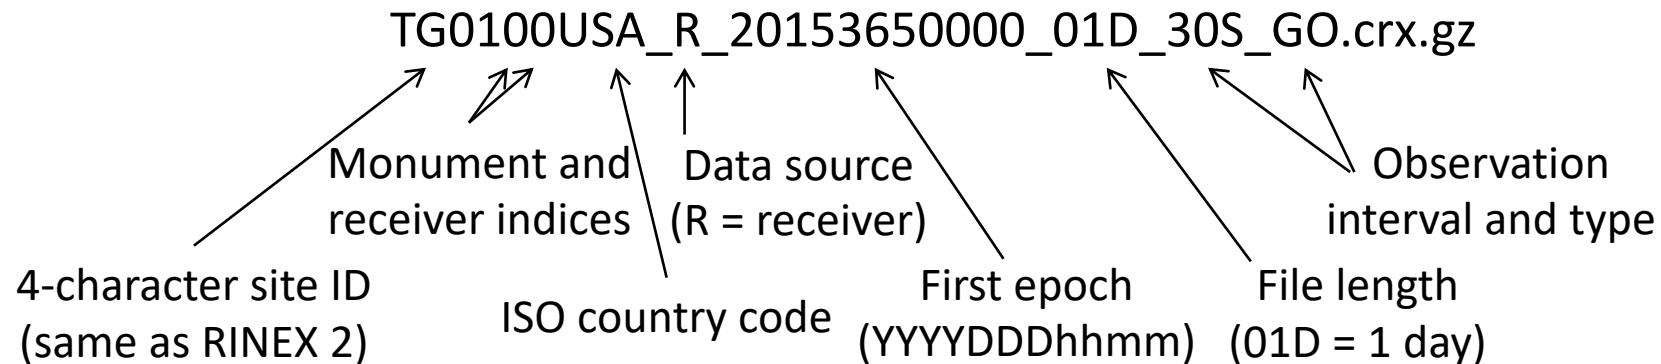 TG0100USA_R_20153650000_01D_30S_GO.crx.gz
Monument and
receiver indices
Data source
(R = receiver)
Observation
interval and type
4-character site ID
(same as RINEX 2)
ISO country code
First epoch
(YYYYDDDhhmm)
File length
(01D = 1 day)